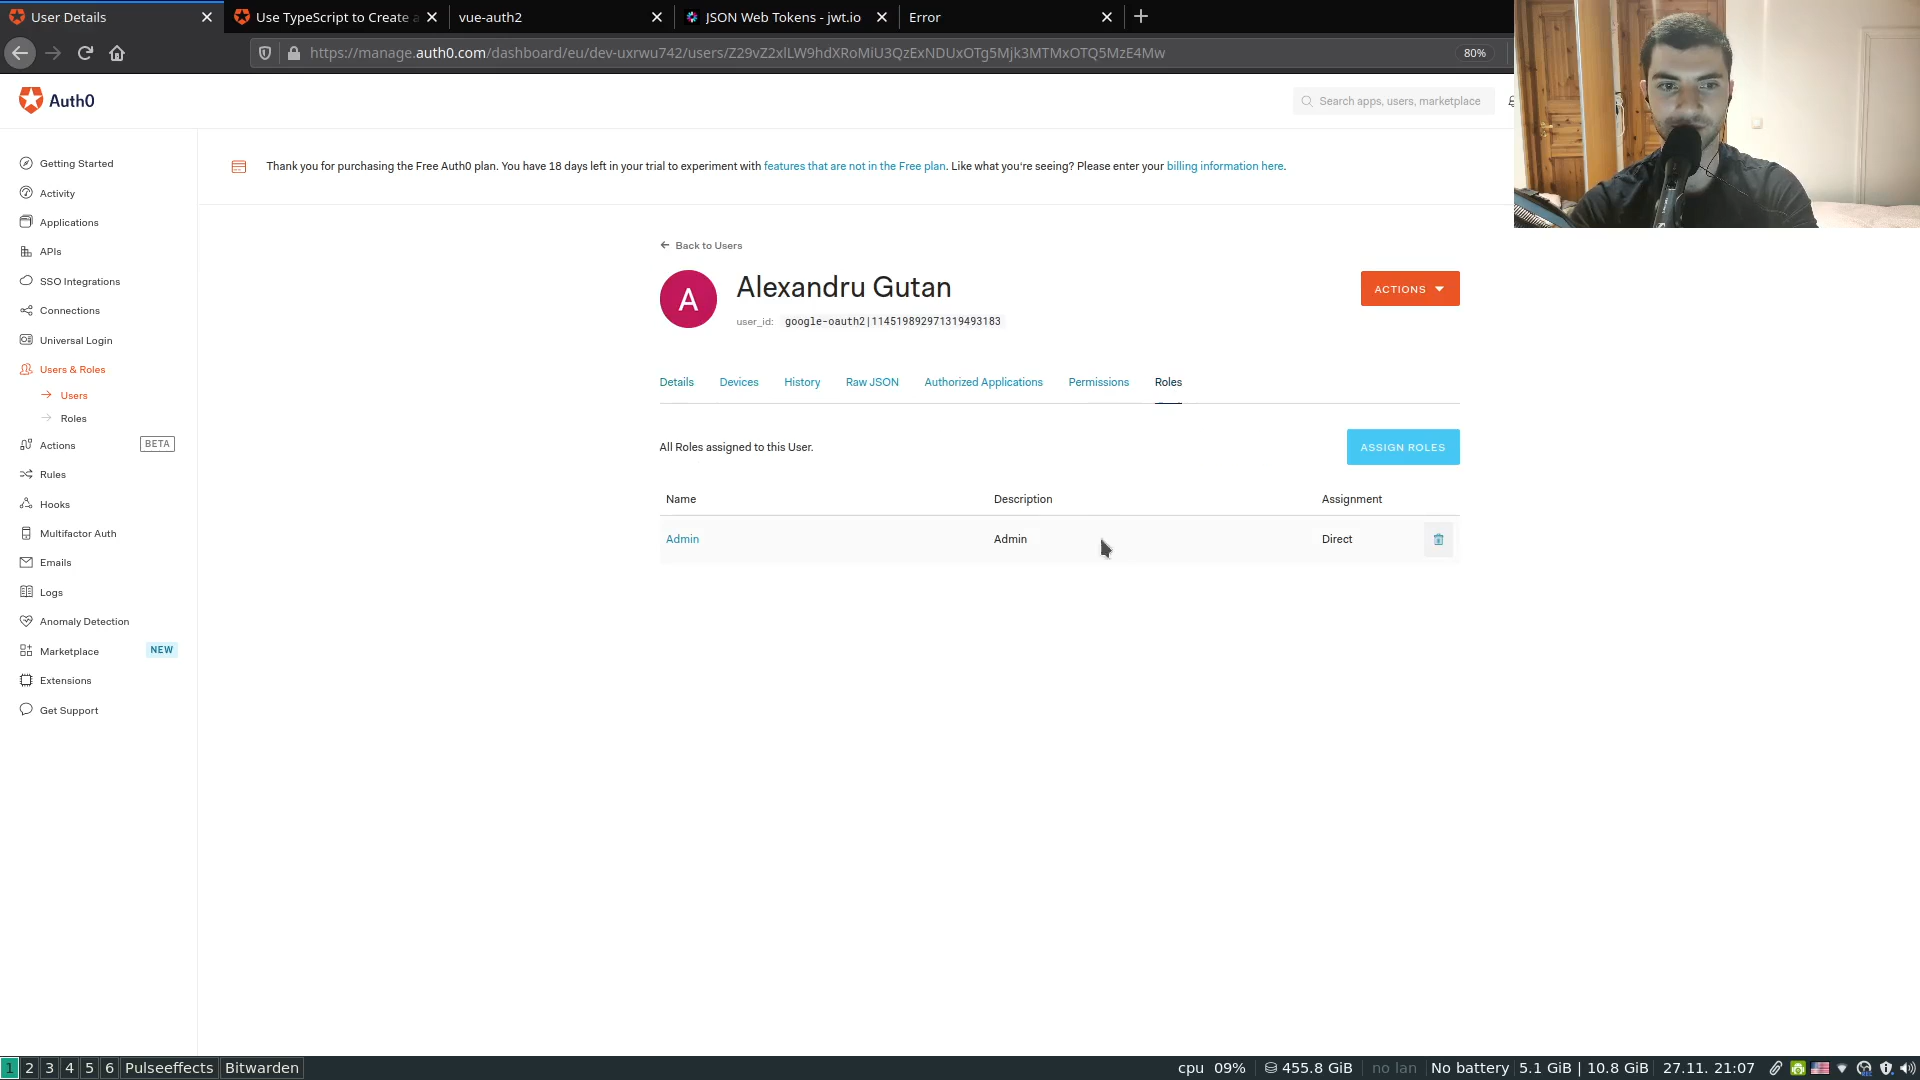 User Details
Use TypeScript to Create a
vue-auth2
JSON Web Tokens - jwt.io
Error
https://manage.auth0.com/dashboard/eu/dev-uxrwu742/users/Z29vZ2xlLW9hdXRoMiU3QzExNDUxOTg5Mjk3MTMxOTQ5MzE4Mw
80%
Auth0
Search apps, users, marketplace
Getting Started
Activity
Applications
APIs
SSO Integrations
Connections
Universal Login
Users & Roles
Users
Roles
Actions BETA
Rules
Hooks
Multifactor Auth
Emails
Logs
Anomaly Detection
Marketplace NEW
Extensions
Get Support
Thank you for purchasing the Free Auth0 plan. You have 18 days left in your trial to experiment with features that are not in the Free plan. Like what you're seeing? Please enter your billing information here.
Back to Users
A
Alexandru Gutan
user_id: google-oauth2|114519892971319493183
ACTIONS
Details Devices History Raw JSON Authorized Applications Permissions Roles
All Roles assigned to this User.
ASSIGN ROLES
Name Description Assignment
Admin Admin Direct
1 2 3 4 5 6 Pulseeffects Bitwarden
cpu 09% 455.8 GiB no lan No battery 5.1 GiB | 10.8 GiB 27.11. 21:07